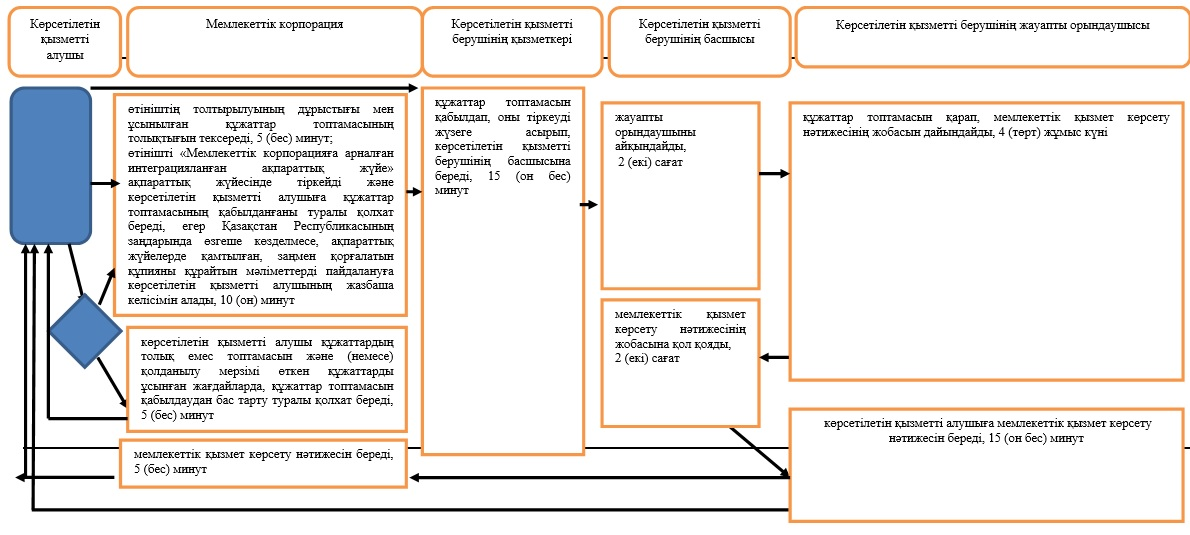 Көрсетілетін
қызметті
алушы
Мемлекеттік корпорация
Көрсетілетін қызметті
берушінің қызметкері
Көрсетілетін қызметті
берушінің басшысы
Көрсетілетін қызметті берушінің жауапты орындаушысы
өтініштің толтырылуының дұрыстығы мен
ұсынылған құжаттар топтамасының
толықтығын тексереді, 5 (бес) минут;
өтінішті «Мемлекеттік корпорацияға арналған
интеграцияланған ақпараттық жүйе»
ақпараттық жүйесінде тіркейді және
көрсетілетін қызметті алушыға құжаттар
топтамасының қабылданғаны туралы қолхат
береді, егер Қазақстан Республикасының
заңдарында өзгеше көзделмесе, ақпараттық
жүйелерде қамтылған, заңмен қорғалатын
құпияны құрайтын мәліметтерді пайдалануға
көрсетілетін қызметті алушының жазбаша
келісімін алады, 10 (он) минут
көрсетілетін қызметті алушы құжаттардың
толық емес топтамасын және (немесе)
қолданылу мерзімі өткен құжаттарды
ұсынған жағдайларда, құжаттар топтамасын
қабылдаудан бас тарту туралы қолхат береді,
5 (бес) минут
мемлекеттік қызмет көрсету нәтижесін береді,
5 (бес) минут
құжаттар топтамасын
қабылдап, оны тіркеуді
жүзеге асырып,
көрсетілетін қызметті
берушінің басшысына
береді, 15 (он бес)
минут
жауапты
орындаушыны
айқындайды,
2 (екі) сағат
мемлекеттік қызмет
көрсету нәтижесінің
жобасына қол қояды,
2 (екі) сағат
құжаттар топтамасын қарап, мемлекеттік қызмет көрсету
нәтижесінің жобасын дайындайды, 4 (төрт) жұмыс күні
көрсетілетін қызметті алушыға мемлекеттік қызмет көрсету
нәтижесін береді, 15 (он бес) минут